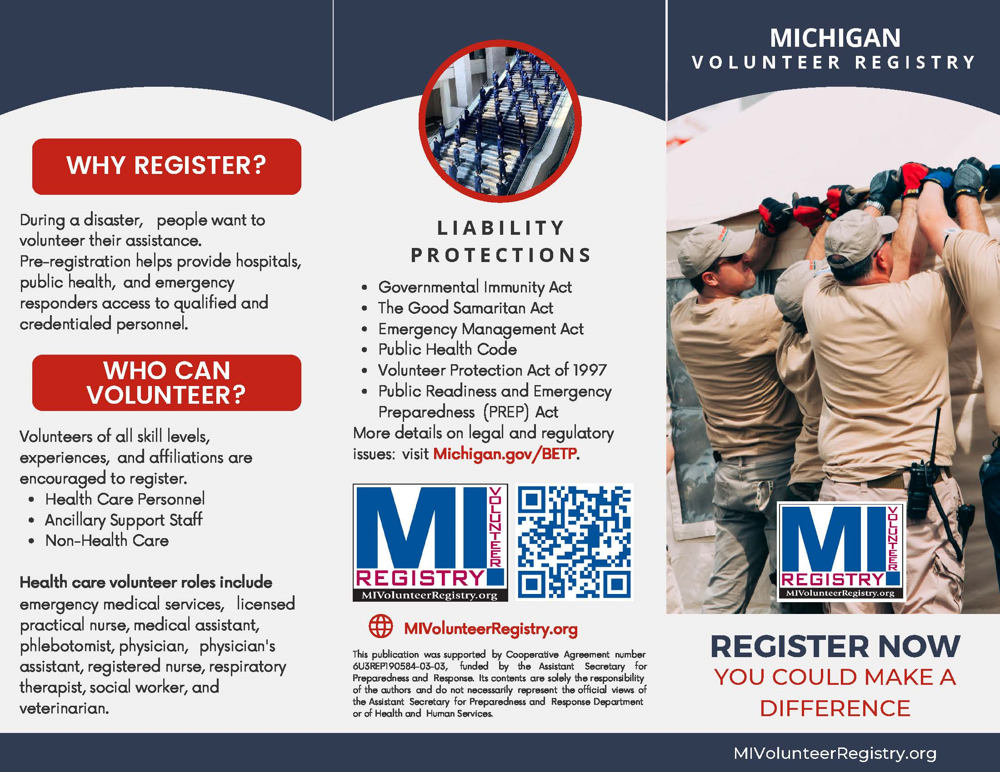 WHY REGISTER?
During a disaster, people want to
volunteer their assistance.
Pre-registration helps provide hospitals,
public health, and emergency
responders access to qualified and
credentialed personnel.
WHO CAN
VOLUNTEER?
Volunteers of all skill levels,
experiences, and affiliations are
encouraged to register.
• Health Care Personnel
• Ancillary Support Staff
• Non-Health Care
Health care volunteer roles include
emergency medical services, licensed
practical nurse, medical assistant,
phlebotomist, physician, physician's
assistant, registered nurse, respiratory
therapist, social worker, and
veterinarian.
LIABILITY
PROTECTIONS
• Governmental Immunity Act
• The Good Samaritan Act
• Emergency Management Act
• Public Health Code
• Volunteer Protection Act of 1997
• Public Readiness and Emergency
Preparedness (PREP) Act
More details on legal and regulatory
issues: visit Michigan.gov/BETP.
MI
VOLUNTEER
REGISTRY
MIVolunteerRegistry.org
MIVolunteerRegistry.org
This publication was supported by Cooperative Agreement number
6U3REP190584-03-03, funded by the Assistant Secretary for
Preparedness and Response. Its contents are solely the responsibility
of the authors and do not necessarily represent the official views of
the Assistant Secretary for Preparedness and Response Department
or of Health and Human Services.
MICHIGAN
VOLUNTEER REGISTRY
MI
VOLUNTEER
REGISTRY
MIVolunteerRegistry.org
REGISTER NOW
YOU COULD MAKE A
DIFFERENCE
MIVolunteerRegistry.org